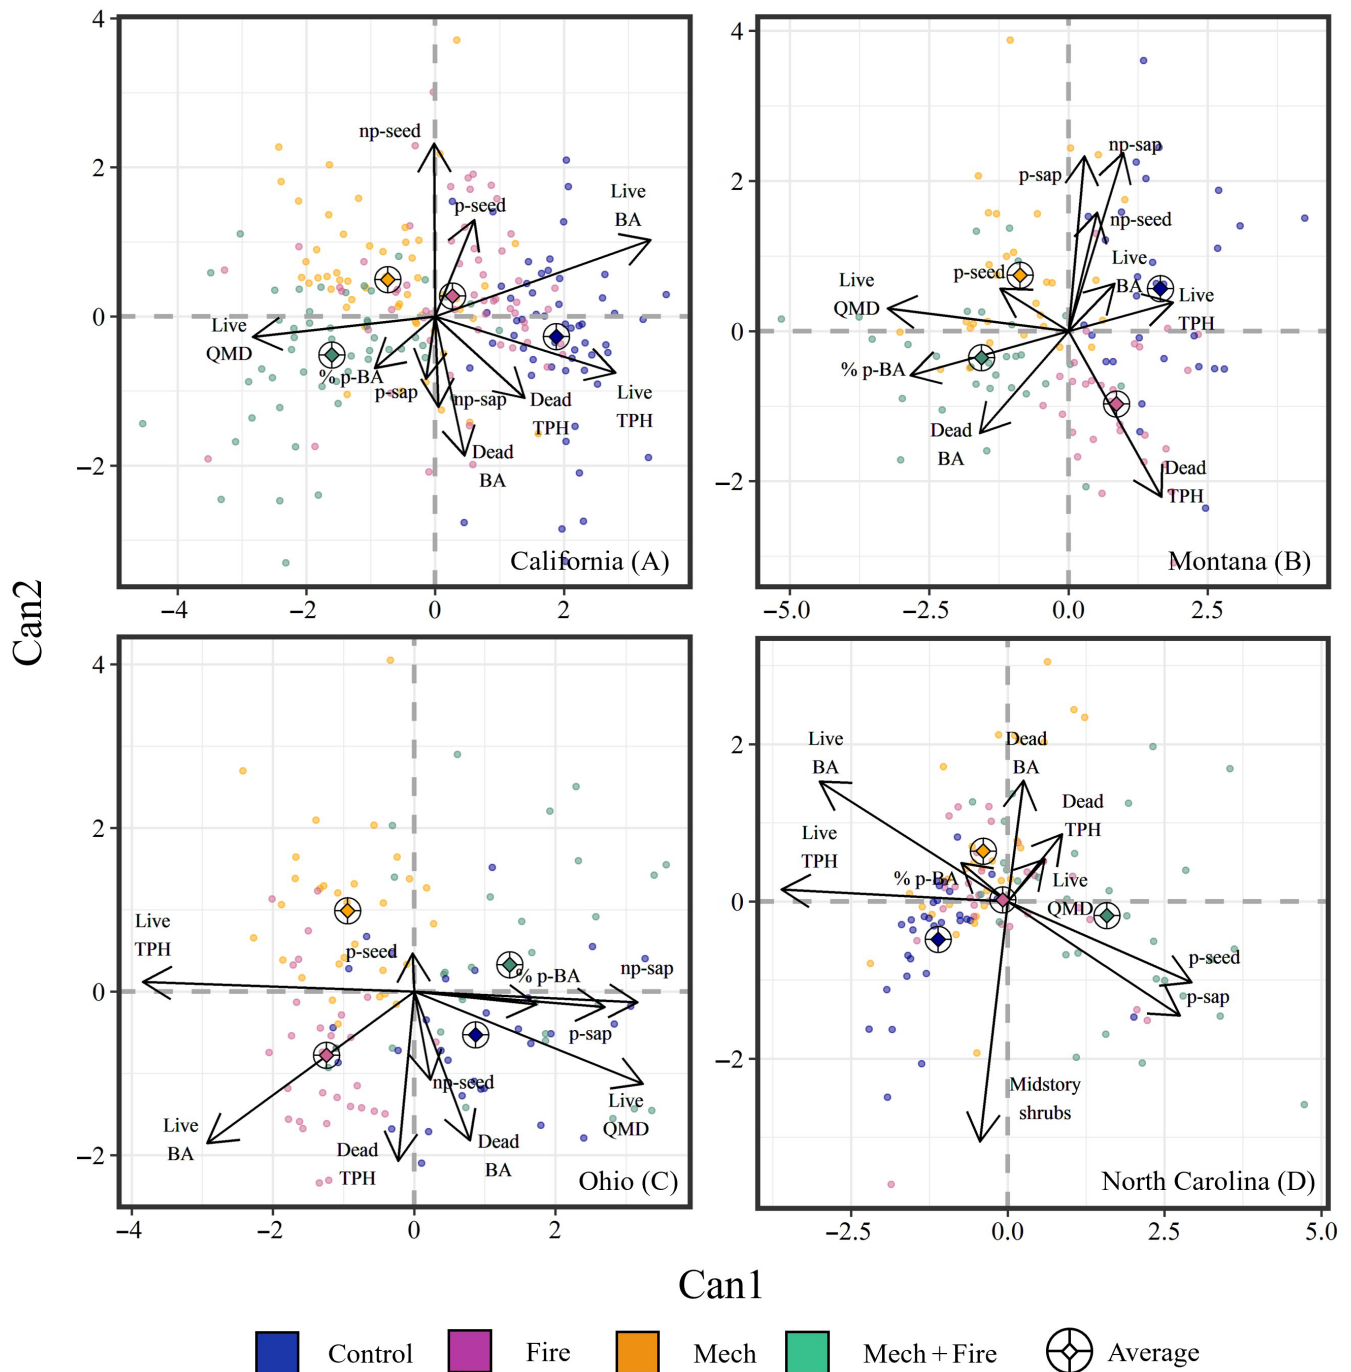 4
2
0
−2
−4
−2
0
2
np-seed
p-seed
Live
BA
Live
QMD
% p-BA
p-sap
np-sap
Dead
TPH
Dead
BA
Live
TPH
California (A)
4
2
0
−2
−5.0
−2.5
0.0
2.5
np-sap
p-sap
np-seed
Live
BA
p-seed
Live
QMD
Live
TPH
% p-BA
Dead
BA
Dead
TPH
Montana (B)
Can2
4
2
0
−2
−4
−2
0
2
Live
TPH
p-seed
% p-BA
np-sap
p-sap
np-seed
Live
QMD
Live
BA
Dead
TPH
Dead
BA
Ohio (C)
2
0
−2
−2.5
0.0
2.5
5.0
Live
BA
Dead
BA
Dead
TPH
Live
TPH
% p-BA
Live
QMD
p-seed
p-sap
Midstory
shrubs
North Carolina (D)
Can1
Control Fire Mech Mech + Fire Average